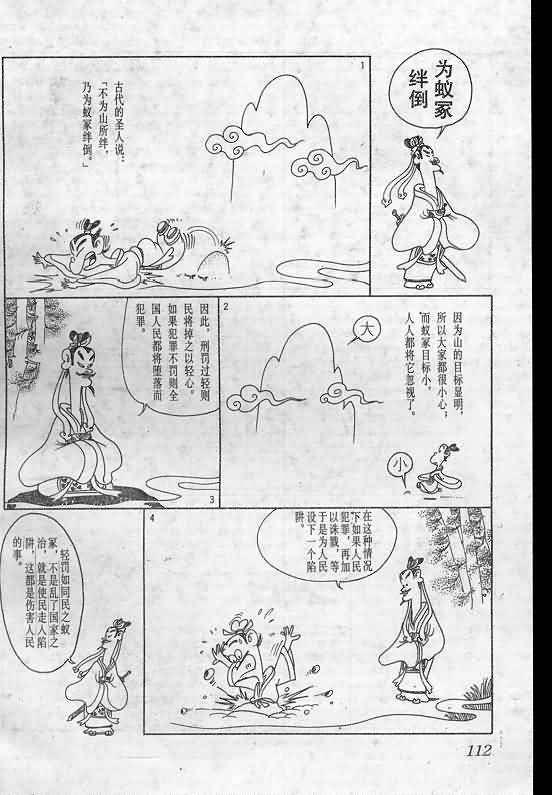 为蚁冢
绊倒
1
古代的圣人说：
「不为山所绊，
乃为蚁冢绊倒。」
2
因为山的目标显明，
所以大家都很小心；
而蚁冢目标小，
人人都将它忽视了。
大
小
因此，刑罚过轻则
民将掉之以轻心。
如果犯罪不罚则全
国人民都将堕落而
犯罪。
3
4
在这种情况
下如果人民
犯罪，再加
以诛戮，等
于是为人民
设下一个陷
阱。
轻罚如同民之蚁
冢，不是乱了国家之
治，就是使民走入陷
阱，这都是伤害人民
的事。
112